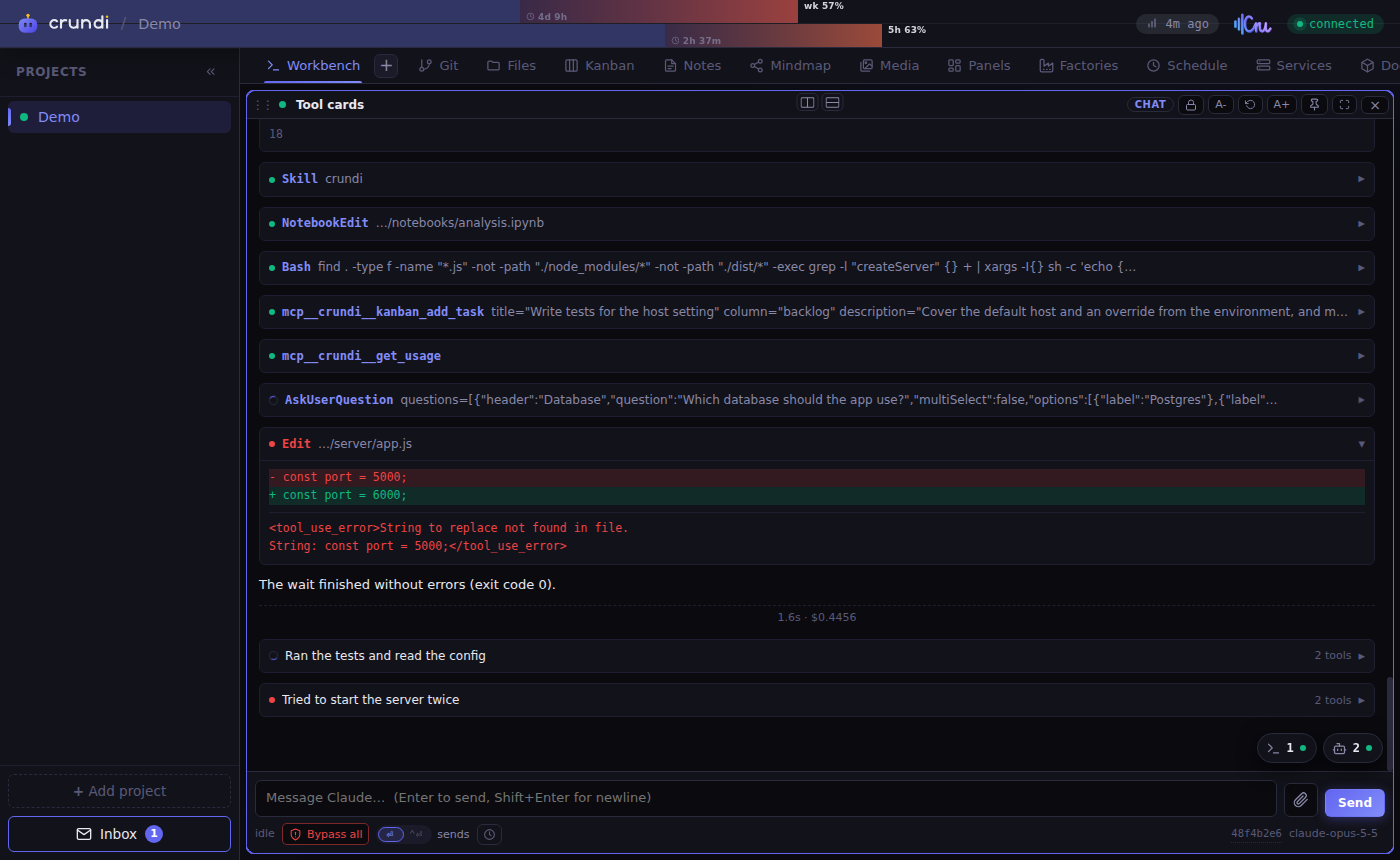 crundi / Demo
4d 9h
wk 57%
2h 37m
5h 63%
4m ago
Cru
connected
PROJECTS «
Demo
+ Add project
Inbox 1
Workbench + Git Files Kanban Notes Mindmap Media Panels Factories Schedule Services Do
Tool cards
CHAT A- A+
18
Skill crundi
NotebookEdit …/notebooks/analysis.ipynb
Bash find . -type f -name "*.js" -not -path "./node_modules/*" -not -path "./dist/*" -exec grep -l "createServer" {} + | xargs -I{} sh -c 'echo {…
mcp__crundi__kanban_add_task title="Write tests for the host setting" column="backlog" description="Cover the default host and an override from the environment, and m…
mcp__crundi__get_usage
AskUserQuestion questions=[{"header":"Database","question":"Which database should the app use?","multiSelect":false,"options":[{"label":"Postgres"},{"label"…
Edit …/server/app.js
- const port = 5000;
+ const port = 6000;
<tool_use_error>String to replace not found in file.
String: const port = 5000;</tool_use_error>
The wait finished without errors (exit code 0).
1.6s · $0.4456
Ran the tests and read the config 2 tools
Tried to start the server twice 2 tools
1 2
Message Claude… (Enter to send, Shift+Enter for newline)
Send
idle Bypass all ⏎ ^⏎ sends
48f4b2e6 claude-opus-5-5